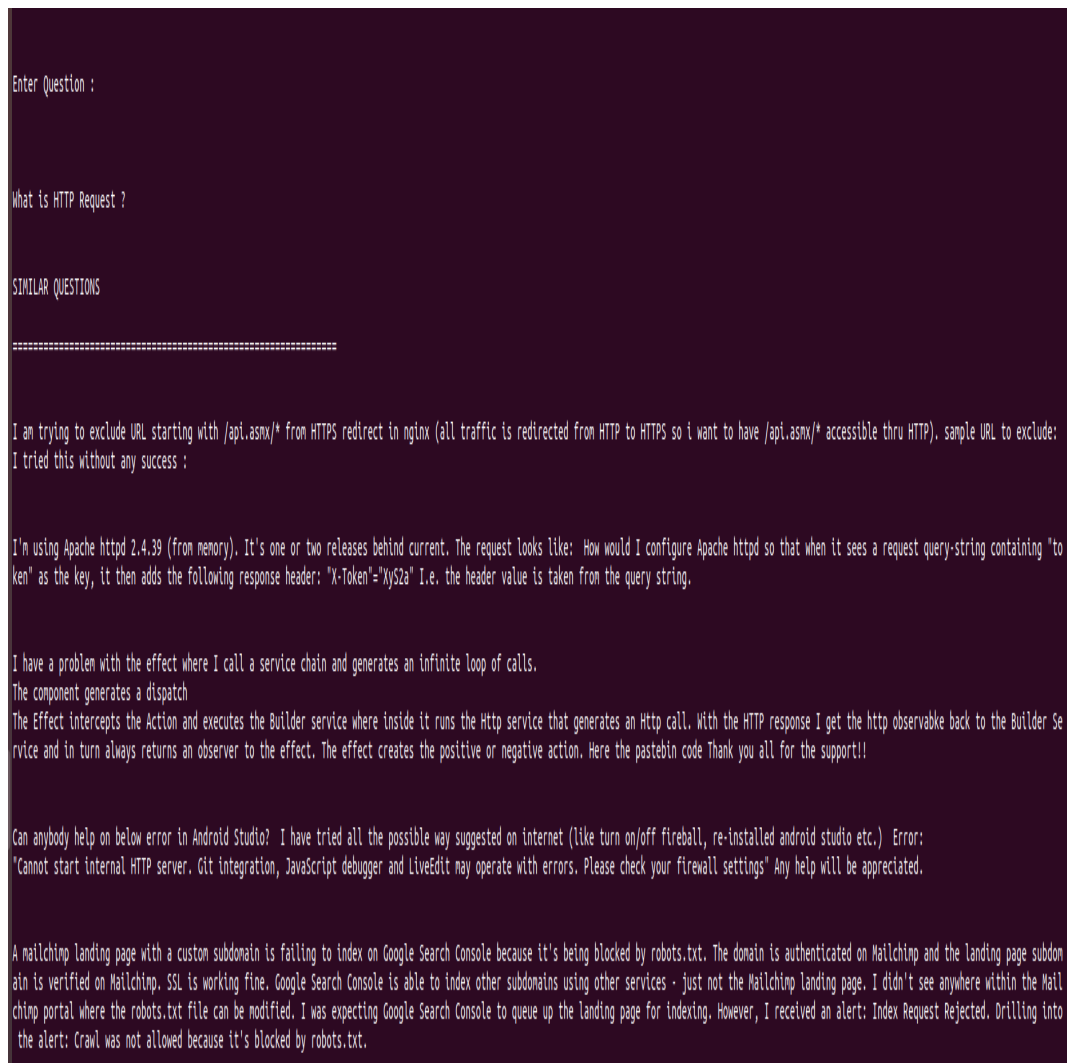 Enter Question :
What is HTTP Request ?
SIMILAR QUESTIONS
===============================================================
I am trying to exclude URL starting with /api.asmx/* from HTTPS redirect in nginx (all traffic is redirected from HTTP to HTTPS so i want to have /api.asmx/* accessible thru HTTP). sample URL to exclude:
I tried this without any success :
I'm using Apache httpd 2.4.39 (from memory). It's one or two releases behind current. The request looks like:  How would I configure Apache httpd so that when it sees a request query-string containing "to
ken" as the key, it then adds the following response header: "X-Token"="XyS2a" I.e. the header value is taken from the query string.
I have a problem with the effect where I call a service chain and generates an infinite loop of calls.
The component generates a dispatch
The Effect intercepts the Action and executes the Builder service where inside it runs the Http service that generates an Http call. With the HTTP response I get the http observabke back to the Builder Se
rvice and in turn always returns an observer to the effect. The effect creates the positive or negative action. Here the pastebin code Thank you all for the support!!
Can anybody help on below error in Android Studio?  I have tried all the possible way suggested on internet (like turn on/off fireball, re-installed android studio etc.)  Error:
"Cannot start internal HTTP server. Git integration, JavaScript debugger and LiveEdit may operate with errors. Please check your firewall settings" Any help will be appreciated.
A mailchimp landing page with a custom subdomain is failing to index on Google Search Console because it's being blocked by robots.txt. The domain is authenticated on Mailchimp and the landing page subdom
ain is verified on Mailchimp. SSL is working fine. Google Search Console is able to index other subdomains using other services - just not the Mailchimp landing page. I didn't see anywhere within the Mail
chimp portal where the robots.txt file can be modified. I was expecting Google Search Console to queue up the landing page for indexing. However, I received an alert: Index Request Rejected. Drilling into
 the alert: Crawl was not allowed because it's blocked by robots.txt.